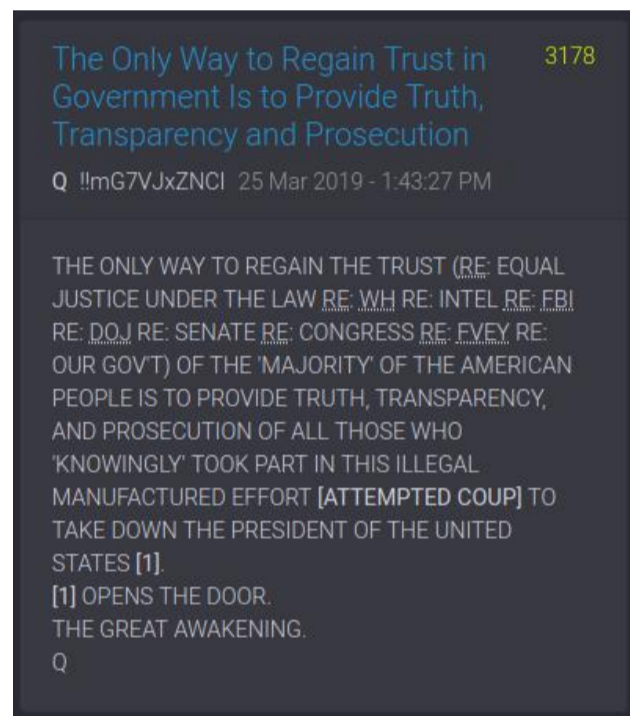 The Only Way to Regain Trust in 3178
Government Is to Provide Truth,
Transparency and Prosecution
Q !!mG7VJxZNCI 25 Mar 2019 - 1:43:27 PM
THE ONLY WAY TO REGAIN THE TRUST (RE: EQUAL
JUSTICE UNDER THE LAW RE: WH RE: INTEL RE: FBI
RE: DOJ RE: SENATE RE: CONGRESS RE: FVEY RE:
OUR GOV'T) OF THE 'MAJORITY' OF THE AMERICAN
PEOPLE IS TO PROVIDE TRUTH, TRANSPARENCY,
AND PROSECUTION OF ALL THOSE WHO
'KNOWINGLY' TOOK PART IN THIS ILLEGAL
MANUFACTURED EFFORT [ATTEMPTED COUP] TO
TAKE DOWN THE PRESIDENT OF THE UNITED
STATES [1].
[1] OPENS THE DOOR.
THE GREAT AWAKENING.
Q